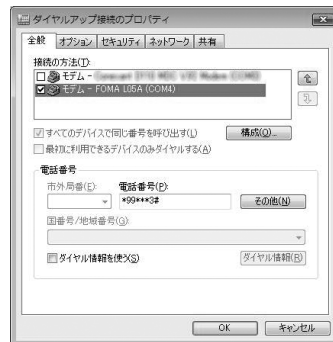 ダイヤルアップ接続のプロパティ
全般 オプション セキュリティ ネットワーク 共有
接続の方法(T):
モデム -
モデム - FOMA L05A (COM4)
すべてのデバイスで同じ番号を呼び出す(L)
構成(O)...
最初に利用できるデバイスのみダイヤルする(A)
電話番号
市外局番(E): 電話番号(P):
*99***3# その他(N)
国番号/地域番号(G):
ダイヤル情報を使う(S) ダイヤル情報(R)
OK キャンセル